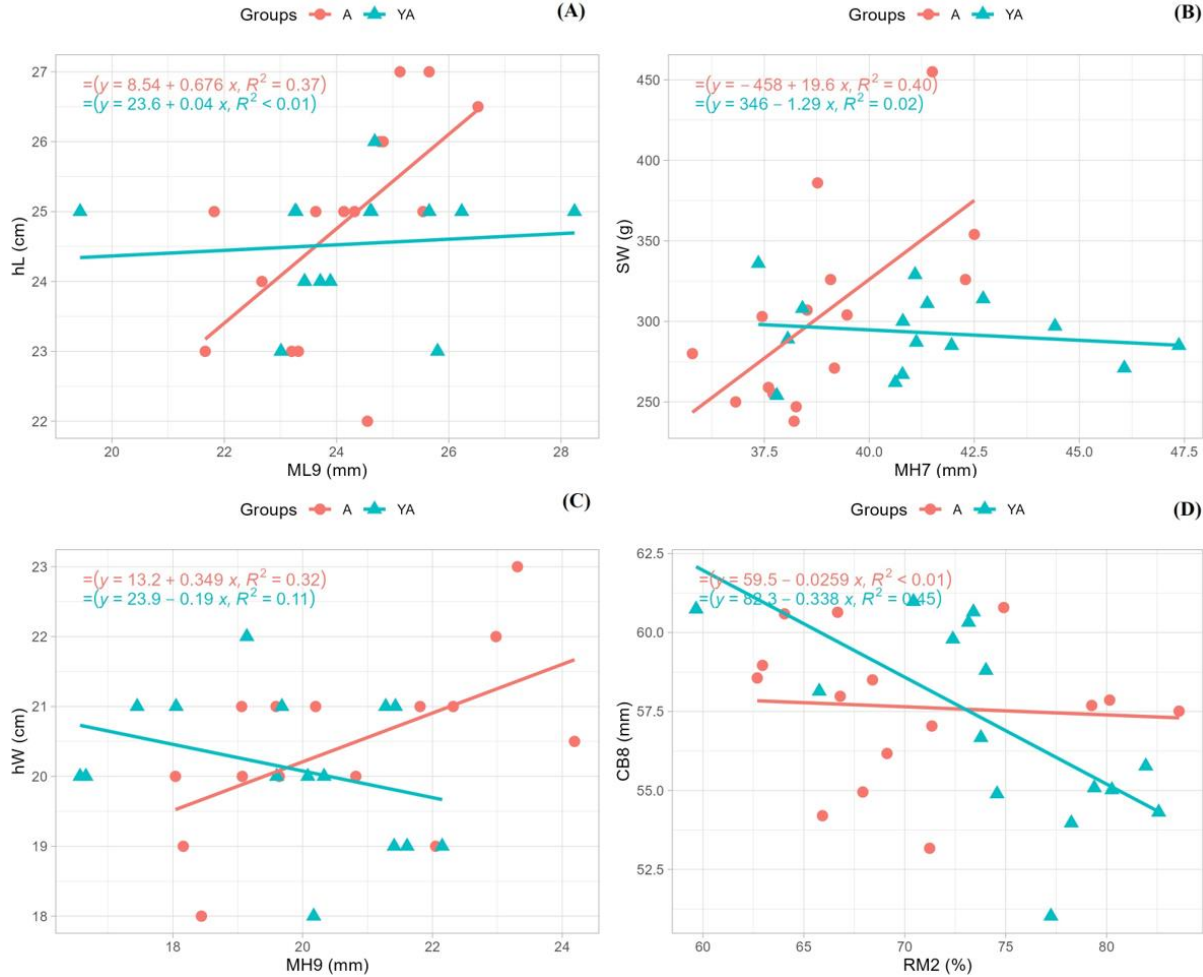 Groups A YA (A)
=(y = 8.54 + 0.676 x, R² = 0.37)
=(y = 23.6 + 0.04 x, R² < 0.01)
27
26
25
24
23
22
hL (cm)
20 22 24 26 28
ML9 (mm)
Groups A YA (B)
=(y = − 458 + 19.6 x, R² = 0.40)
=(y = 346 − 1.29 x, R² = 0.02)
450
400
350
300
250
SW (g)
37.5 40.0 42.5 45.0 47.5
MH7 (mm)
Groups A YA (C)
=(y = 13.2 + 0.349 x, R² = 0.32)
=(y = 23.9 − 0.19 x, R² = 0.11)
23
22
21
20
19
18
hW (cm)
18 20 22 24
MH9 (mm)
Groups A YA (D)
=(y = 59.5 − 0.0259 x, R² < 0.01)
=(y = 82.3 − 0.338 x, R² = 0.45)
62.5
60.0
57.5
55.0
52.5
CB8 (mm)
60 65 70 75 80
RM2 (%)